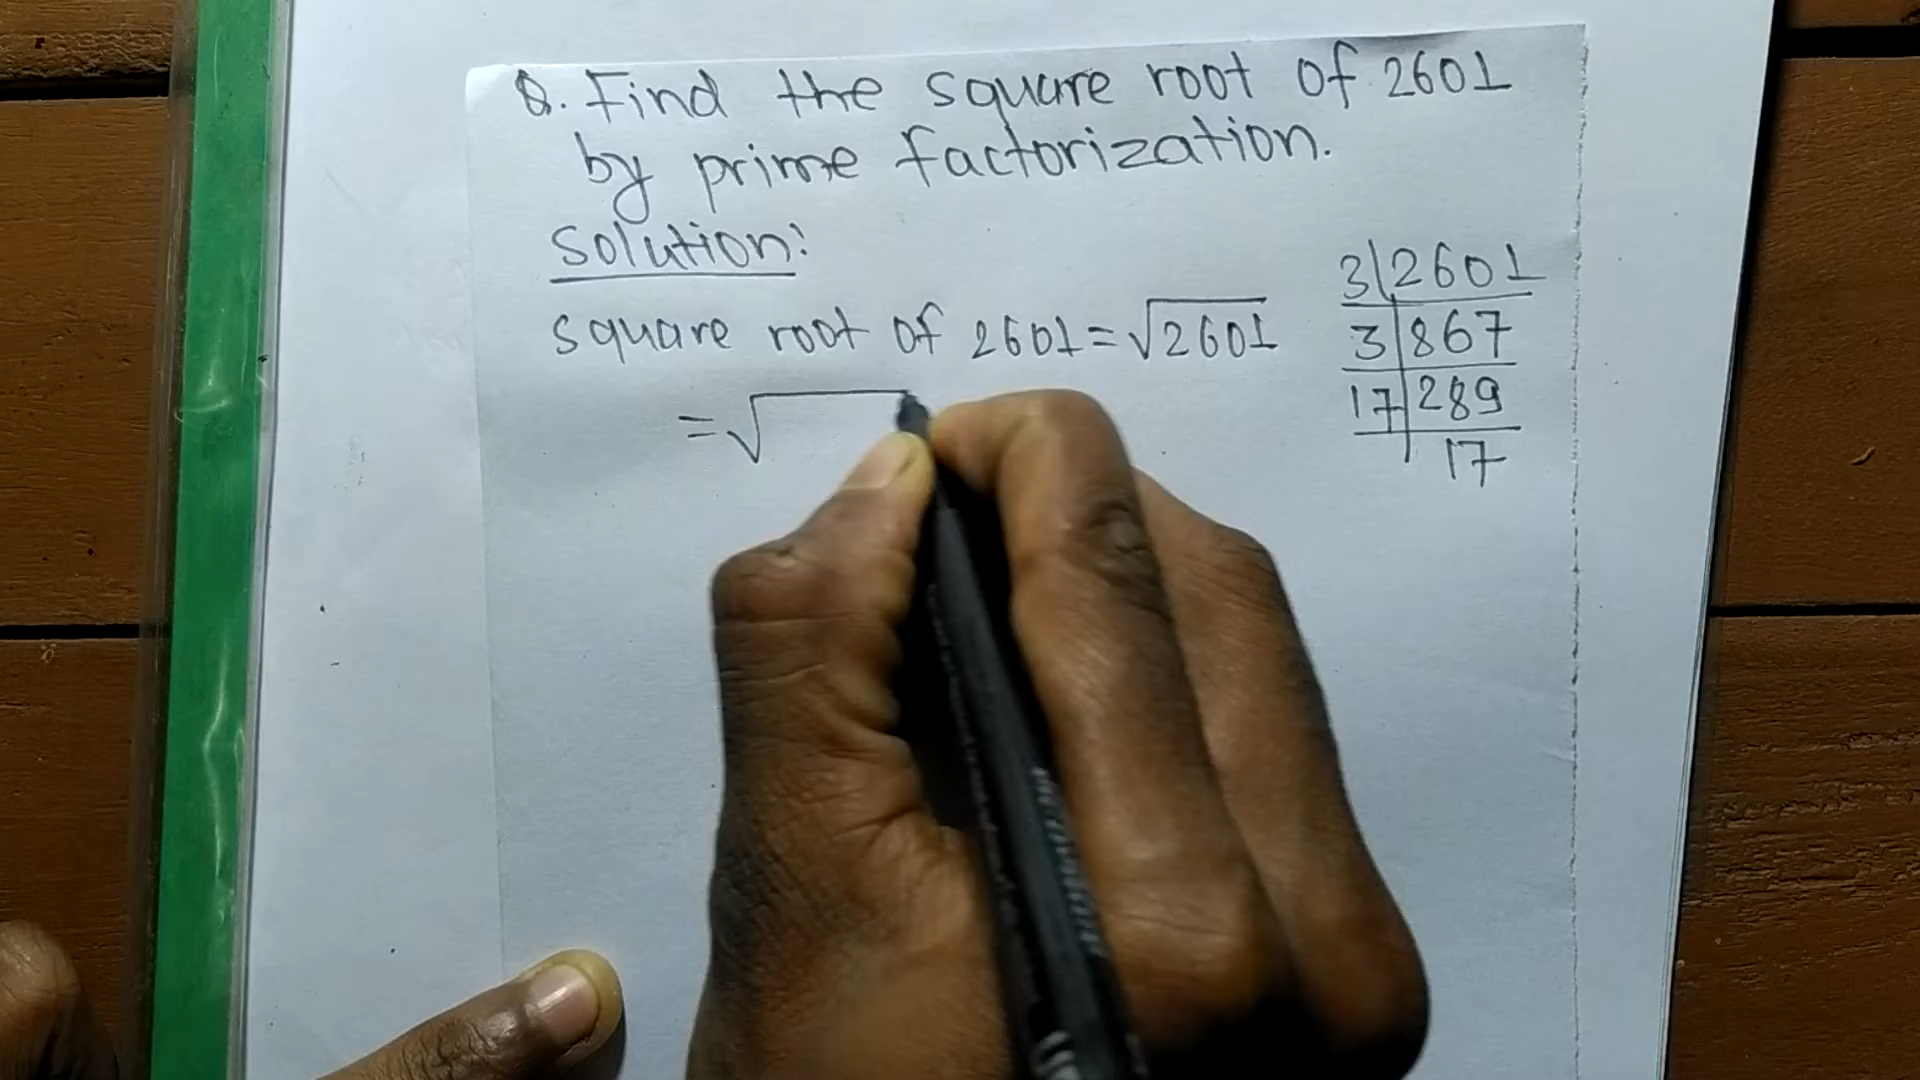 Q. Find the square root of 2601
by prime factorization.
Solution:
square root of 2601 = √2601
= √
3 2601
3 867
17 289
17